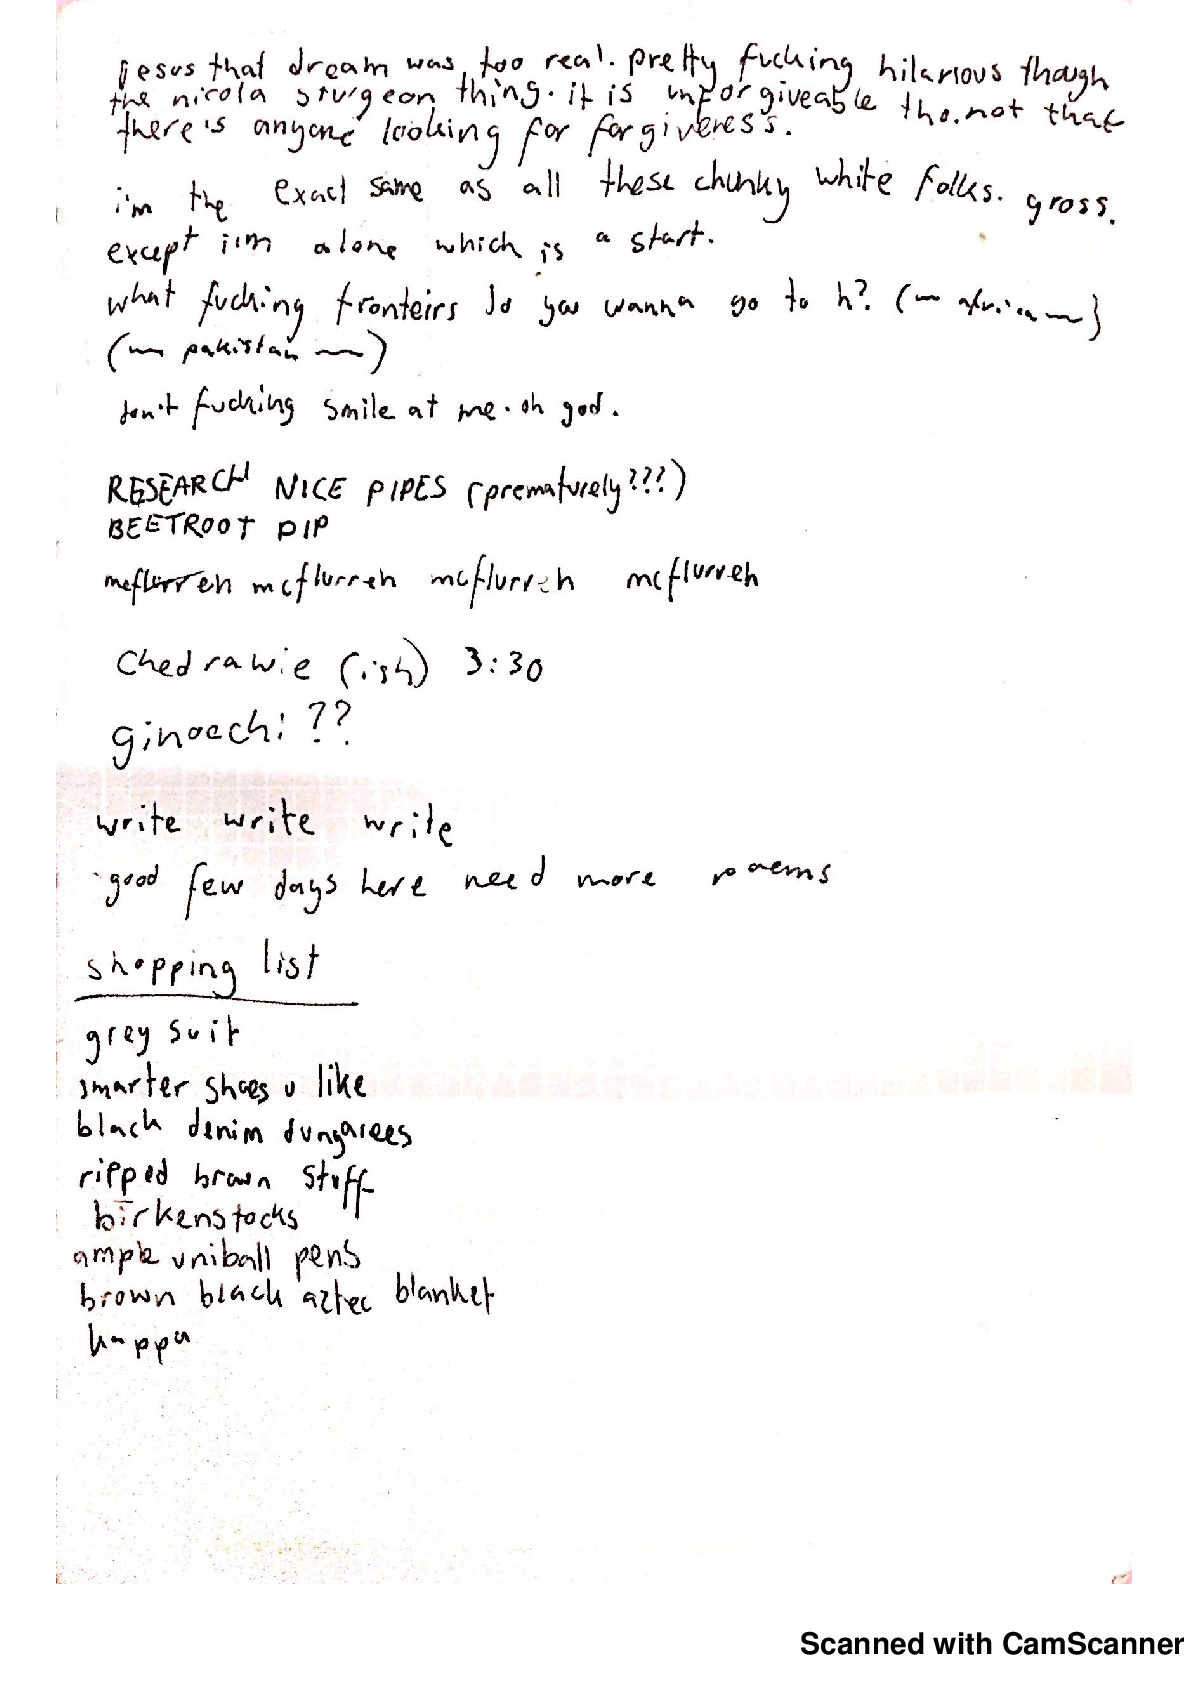 jesus that dream was too real. pretty fucking hilarious though
the nicola sturgeon thing. it is unforgiveable tho. not that
there is anyone looking for forgiveness.
i'm the exact same as all these chunky white folks. gross.
except i'm alone which is a start.
what fucking fronteirs do you wanna go to h? (— africa —)
(— pakistan —)
don't fucking smile at me. oh god.
RESEARCH NICE PIPES (prematurely???)
BEETROOT DIP
mcflurreh mcflurreh mcflurreh mcflurreh
Chedrawie (ish) 3:30
??
write write write
good few days here need more poems
shopping list
grey suit
smarter shoes u like
black denim dungarees
ripped brown stuff
birkenstocks
ample uniball pens
brown black aztec blanket
Scanned with CamScanner